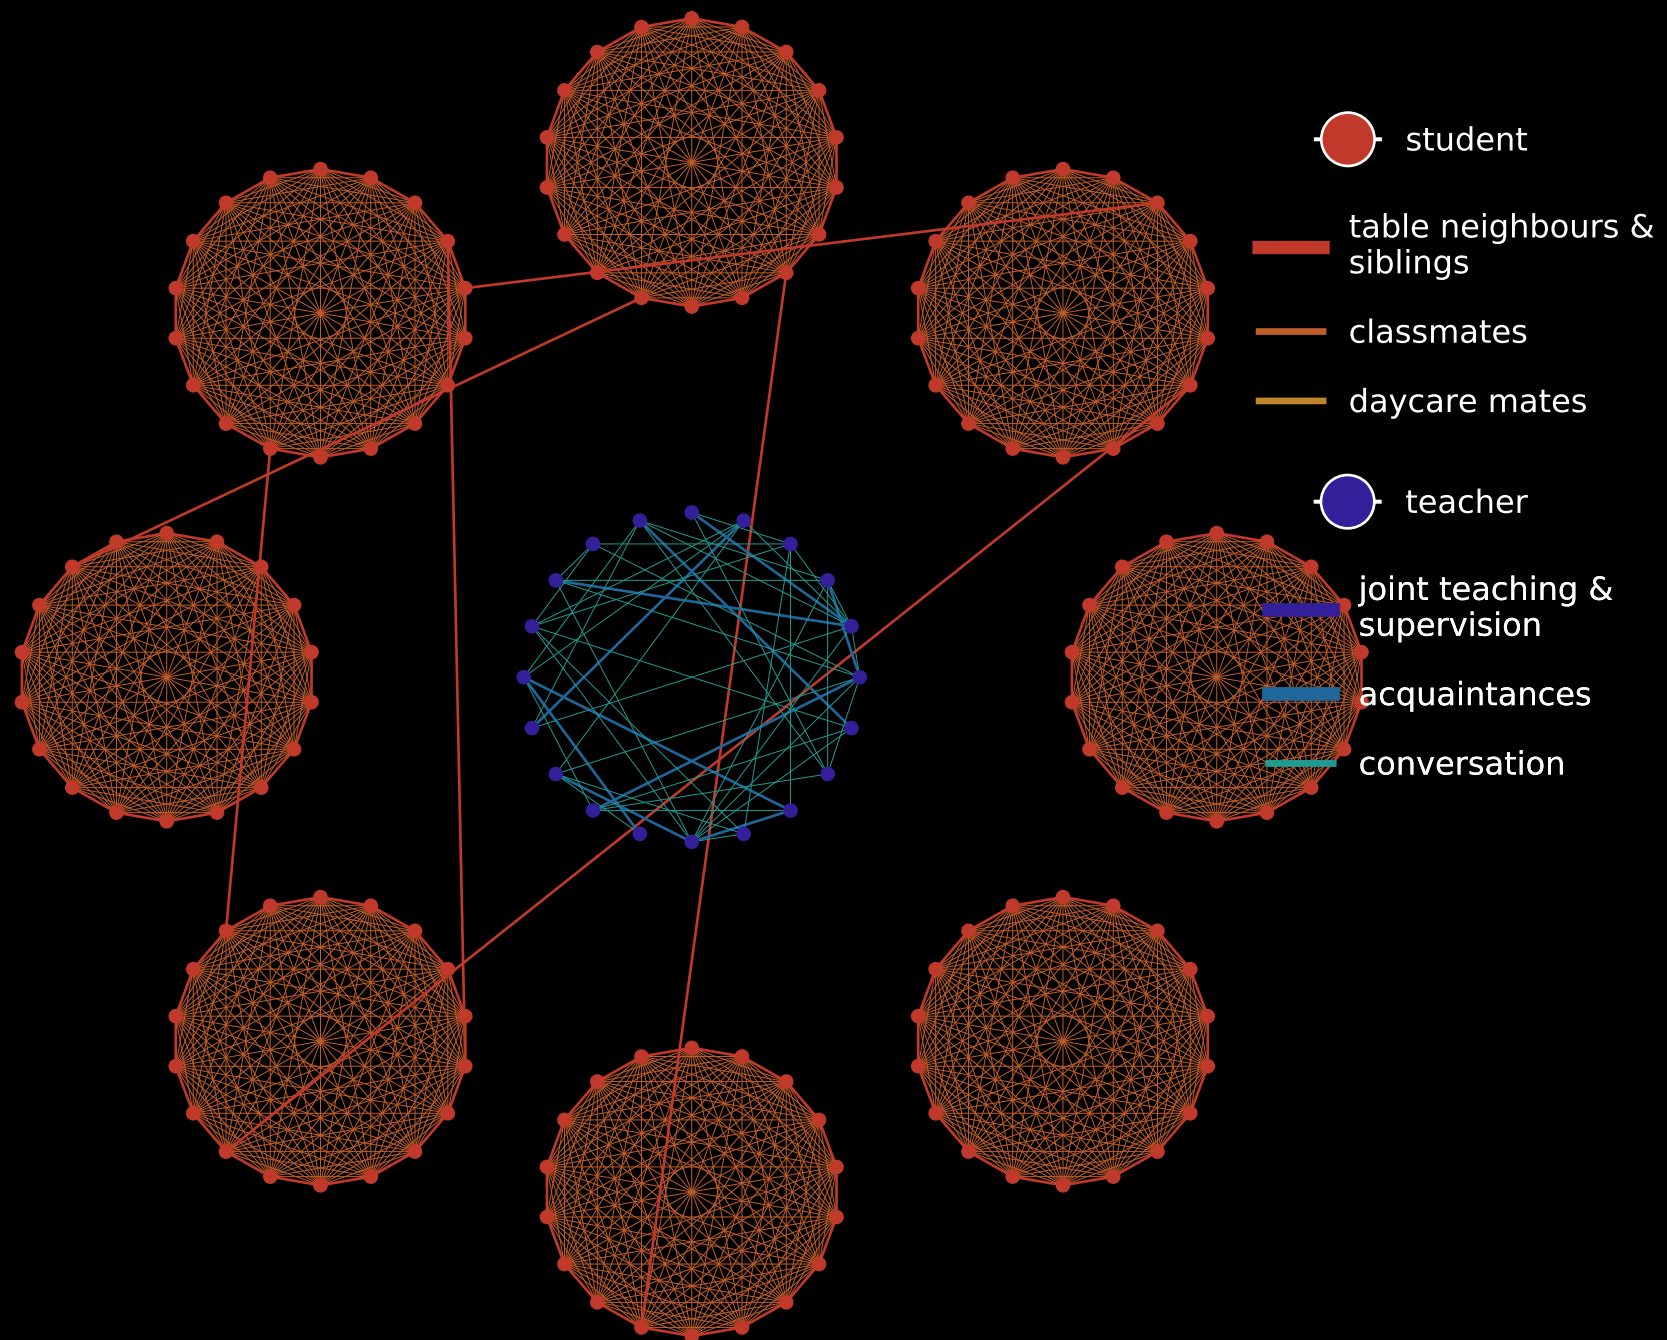 student
table neighbours &
siblings
classmates
daycare mates
teacher
joint teaching &
supervision
acquaintances
conversation